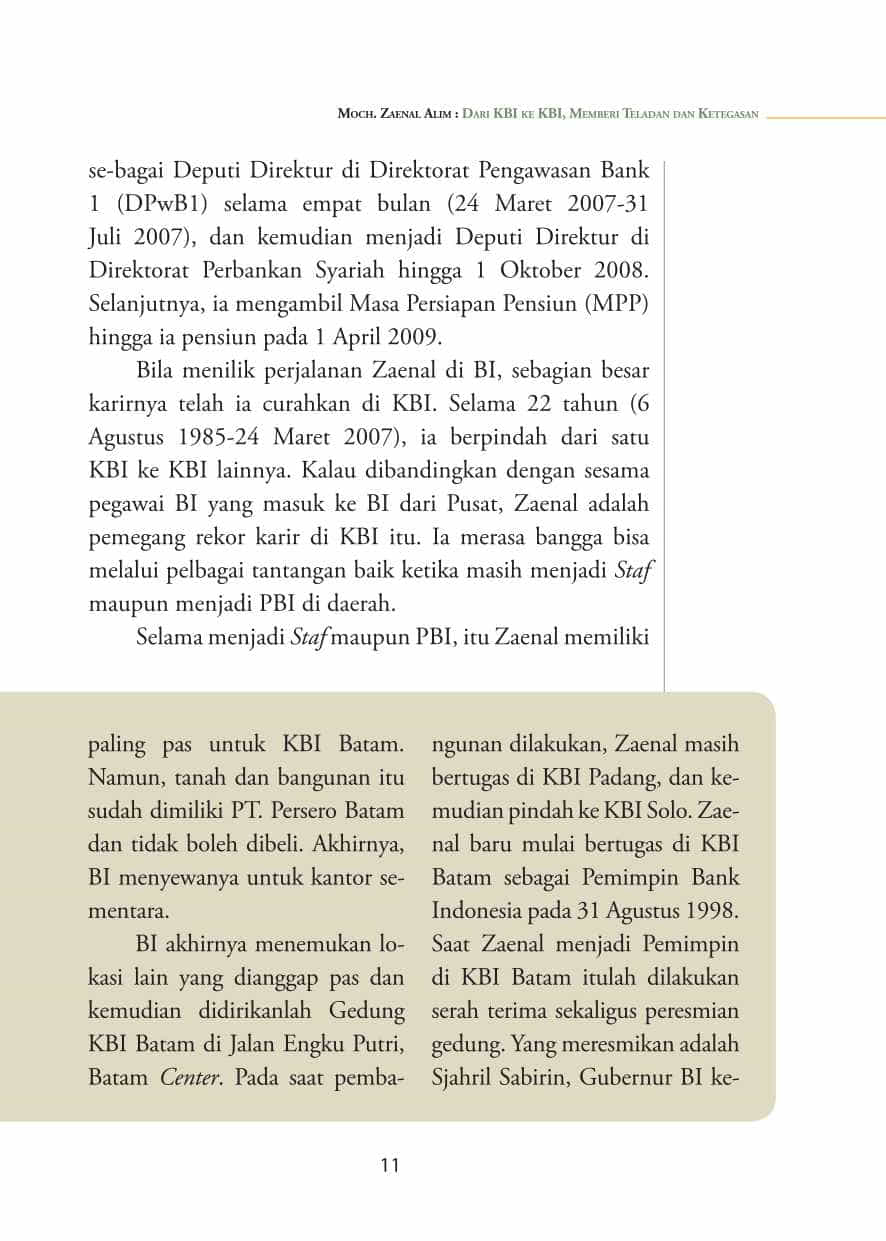 Moch. Zaenal Alim : Dari KBI ke KBI, Memberi Teladan dan Ketegasan
se-bagai Deputi Direktur di Direktorat Pengawasan Bank
1 (DPwB1) selama empat bulan (24 Maret 2007-31
Juli 2007), dan kemudian menjadi Deputi Direktur di
Direktorat Perbankan Syariah hingga 1 Oktober 2008.
Selanjutnya, ia mengambil Masa Persiapan Pensiun (MPP)
hingga ia pensiun pada 1 April 2009.
Bila menilik perjalanan Zaenal di BI, sebagian besar
karirnya telah ia curahkan di KBI. Selama 22 tahun (6
Agustus 1985-24 Maret 2007), ia berpindah dari satu
KBI ke KBI lainnya. Kalau dibandingkan dengan sesama
pegawai BI yang masuk ke BI dari Pusat, Zaenal adalah
pemegang rekor karir di KBI itu. Ia merasa bangga bisa
melalui pelbagai tantangan baik ketika masih menjadi Staf
maupun menjadi PBI di daerah.
Selama menjadi Staf maupun PBI, itu Zaenal memiliki
paling pas untuk KBI Batam.
Namun, tanah dan bangunan itu
sudah dimiliki PT. Persero Batam
dan tidak boleh dibeli. Akhirnya,
BI menyewanya untuk kantor se-
mentara.
BI akhirnya menemukan lo-
kasi lain yang dianggap pas dan
kemudian didirikanlah Gedung
KBI Batam di Jalan Engku Putri,
Batam Center. Pada saat pemba-
ngunan dilakukan, Zaenal masih
bertugas di KBI Padang, dan ke-
mudian pindah ke KBI Solo. Zae-
nal baru mulai bertugas di KBI
Batam sebagai Pemimpin Bank
Indonesia pada 31 Agustus 1998.
Saat Zaenal menjadi Pemimpin
di KBI Batam itulah dilakukan
serah terima sekaligus peresmian
gedung. Yang meresmikan adalah
Sjahril Sabirin, Gubernur BI ke-
11